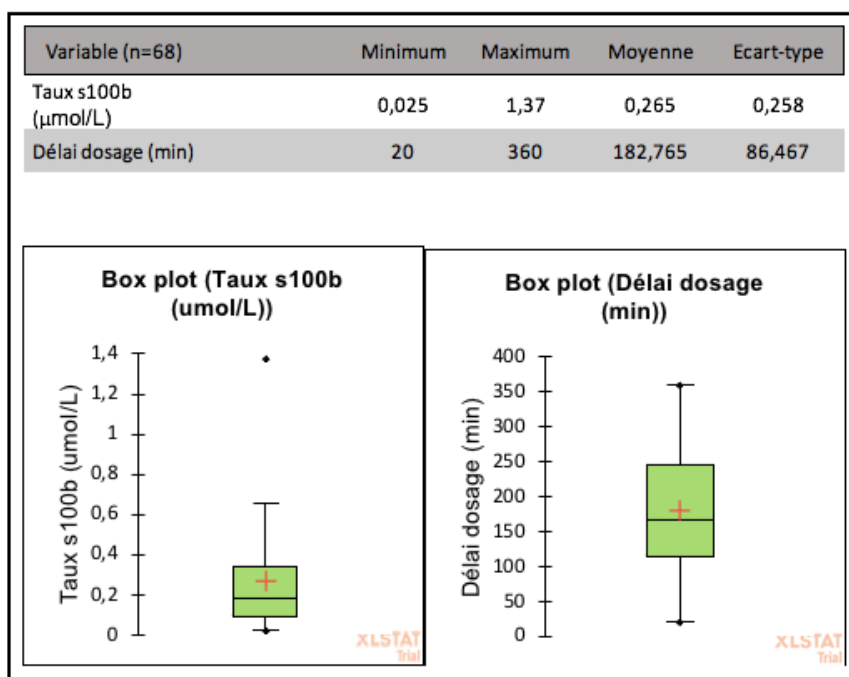 Variable (n=68) Minimum Maximum Moyenne Ecart-type
Taux s100b
(μmol/L) 0,025 1,37 0,265 0,258
Délai dosage (min) 20 360 182,765 86,467
Box plot (Taux s100b
(umol/L))
Taux s100b (umol/L)
1,4
1,2
1
0,8
0,6
0,4
0,2
0
XLSTAT
Trial
Box plot (Délai dosage
(min))
Délai dosage (min)
400
350
300
250
200
150
100
50
0
XLSTAT
Trial